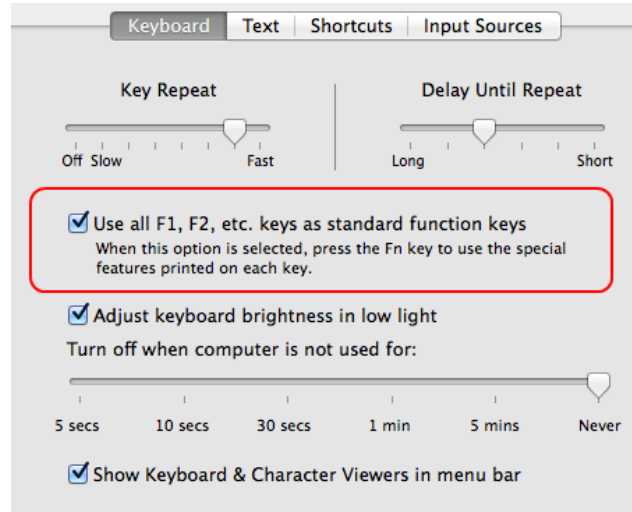 Keyboard Text Shortcuts Input Sources
Key Repeat Delay Until Repeat
Off Slow Fast Long Short
Use all F1, F2, etc. keys as standard function keys
When this option is selected, press the Fn key to use the special
features printed on each key.
Adjust keyboard brightness in low light
Turn off when computer is not used for:
5 secs 10 secs 30 secs 1 min 5 mins Never
Show Keyboard & Character Viewers in menu bar